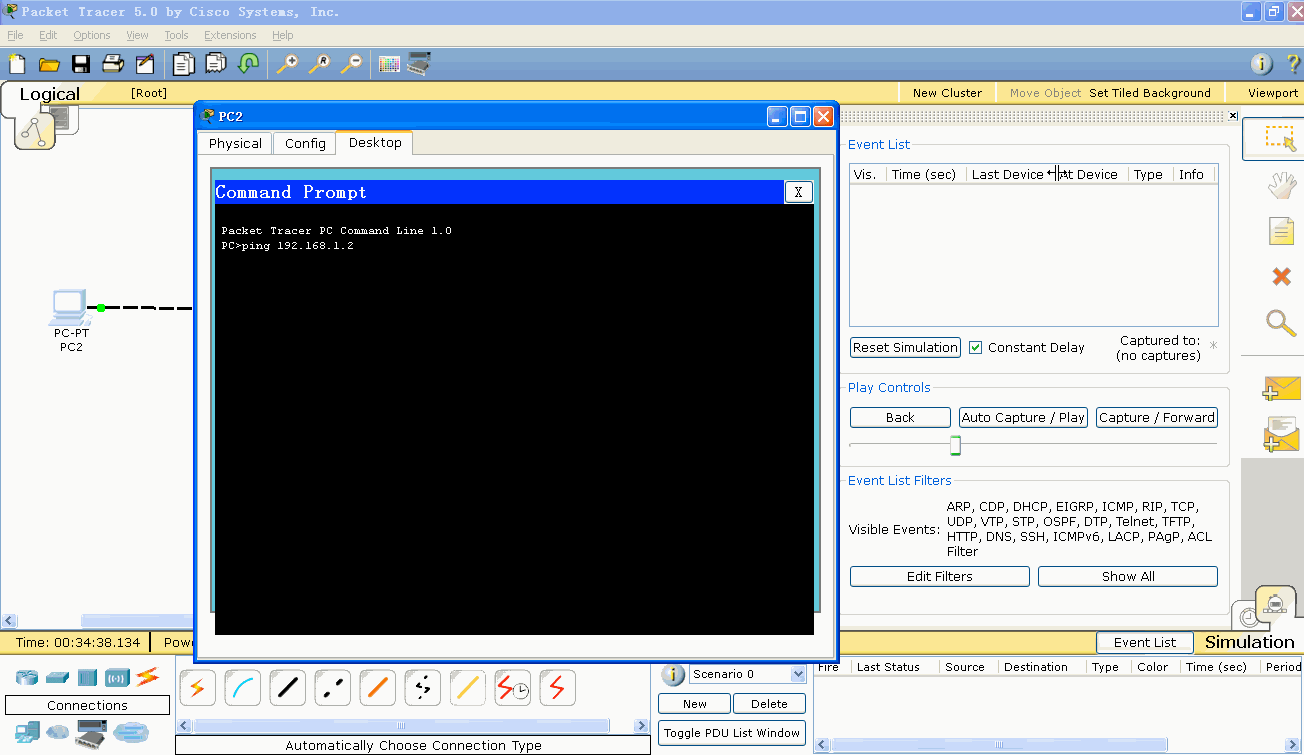 Packet Tracer 5.0 by Cisco Systems, Inc.
File Edit Options View Tools Extensions Help
Logical [Root] New Cluster Move Object Set Tiled Background Viewport
PC2
Physical Config Desktop
Command Prompt X
Packet Tracer PC Command Line 1.0
PC>ping 192.168.1.2
PC-PT
PC2
Event List
Vis. Time (sec) Last Device At Device Type Info
Reset Simulation Constant Delay Captured to:
(no captures) *
Play Controls
Back Auto Capture / Play Capture / Forward
Event List Filters
Visible Events: ARP, CDP, DHCP, EIGRP, ICMP, RIP, TCP,
UDP, VTP, STP, OSPF, DTP, Telnet, TFTP,
HTTP, DNS, SSH, ICMPv6, LACP, PAgP, ACL
Filter
Edit Filters Show All
Time: 00:34:38.134 Pow
Event List Simulation
Connections
Automatically Choose Connection Type
Scenario 0
New Delete
Toggle PDU List Window
Fire Last Status Source Destination Type Color Time (sec) Period